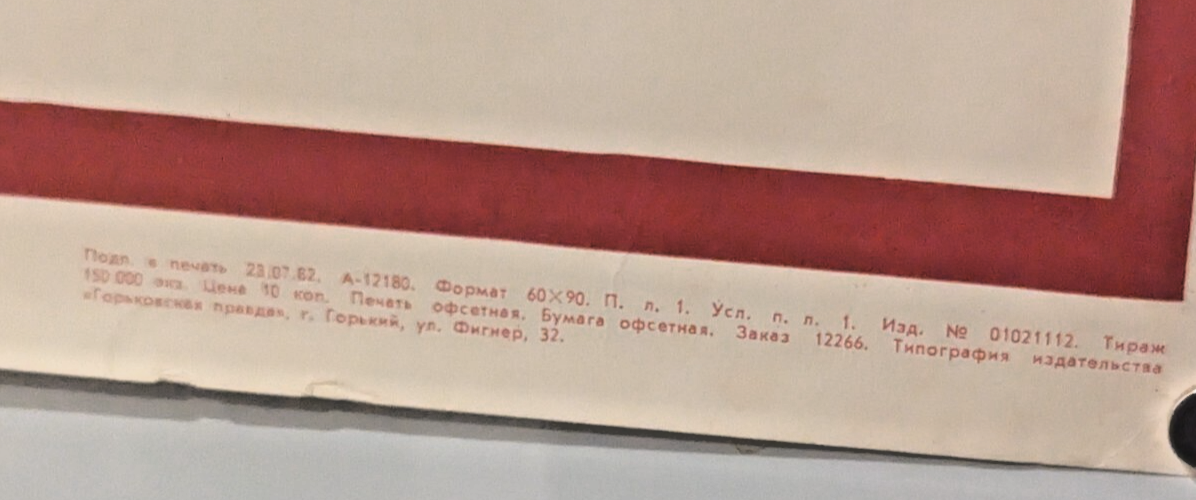 Подп. в печать 23.07.82. А-12180. Формат 60×90. П. л. 1. Усл. п. л. 1. Изд. № 01021112. Тираж
150 000 экз. Цена 10 коп. Печать офсетная. Бумага офсетная. Заказ 12266. Типография издательства
«Горьковская правда», г. Горький, ул. Фигнер, 32.